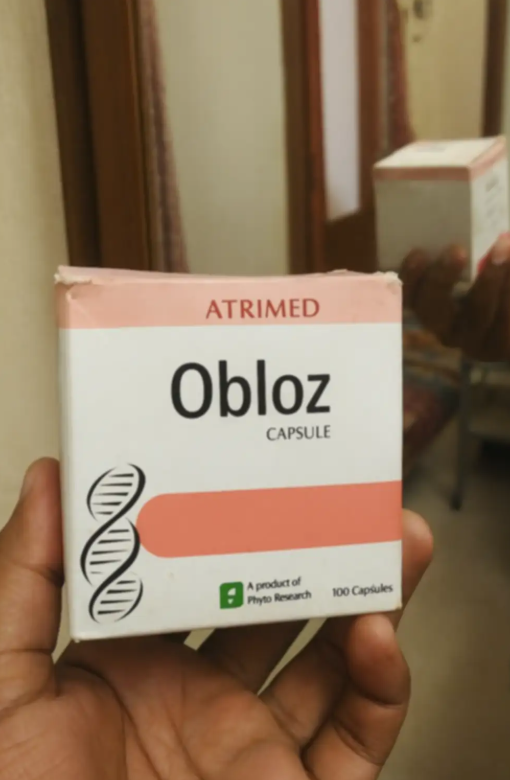 ATRIMED
Obloz
CAPSULE
A product of
Phyto Research
100 Capsules